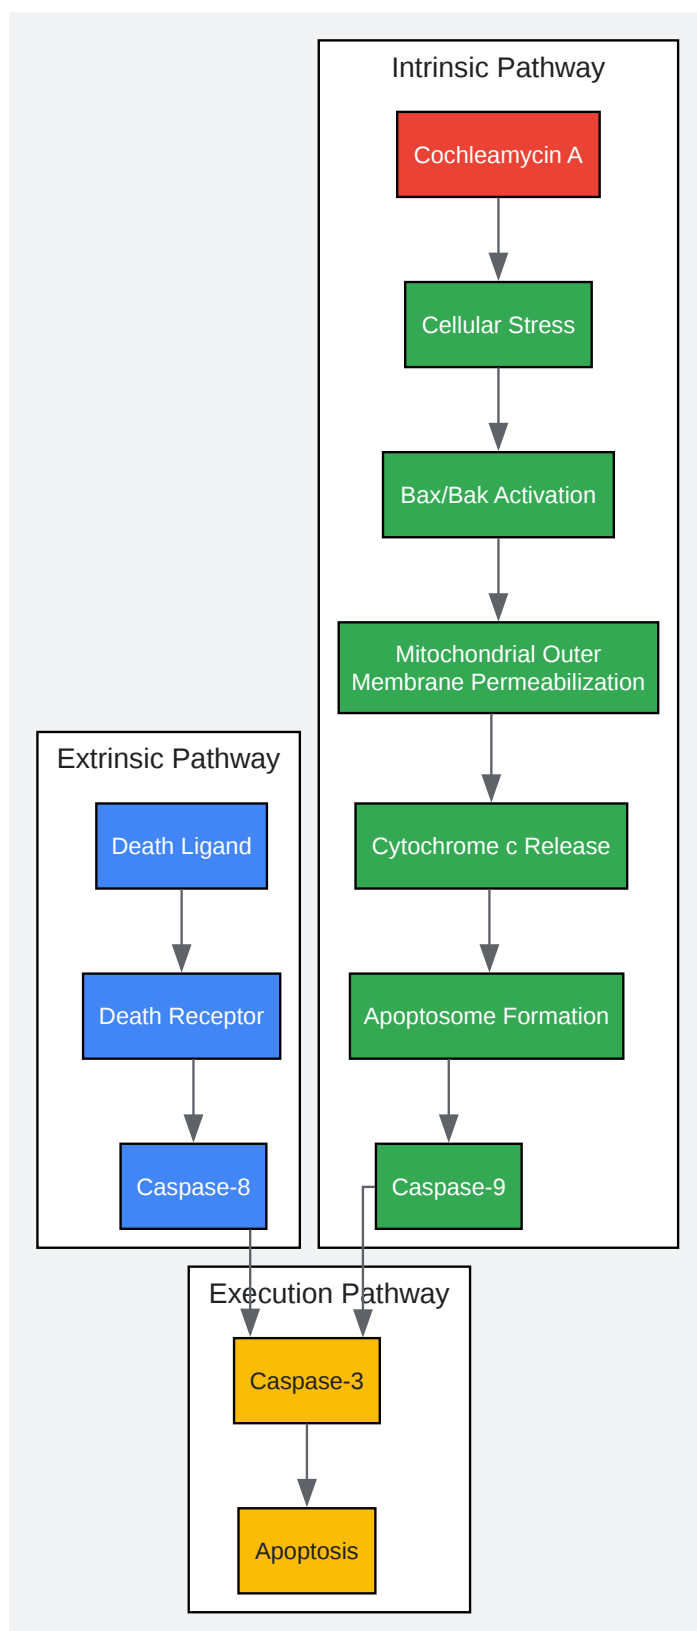 Intrinsic Pathway
Cochleamycin A
Cellular Stress
Bax/Bak Activation
Mitochondrial Outer
Membrane Permeabilization
Cytochrome c Release
Apoptosome Formation
Caspase-9
Extrinsic Pathway
Death Ligand
Death Receptor
Caspase-8
Execution Pathway
Caspase-3
Apoptosis